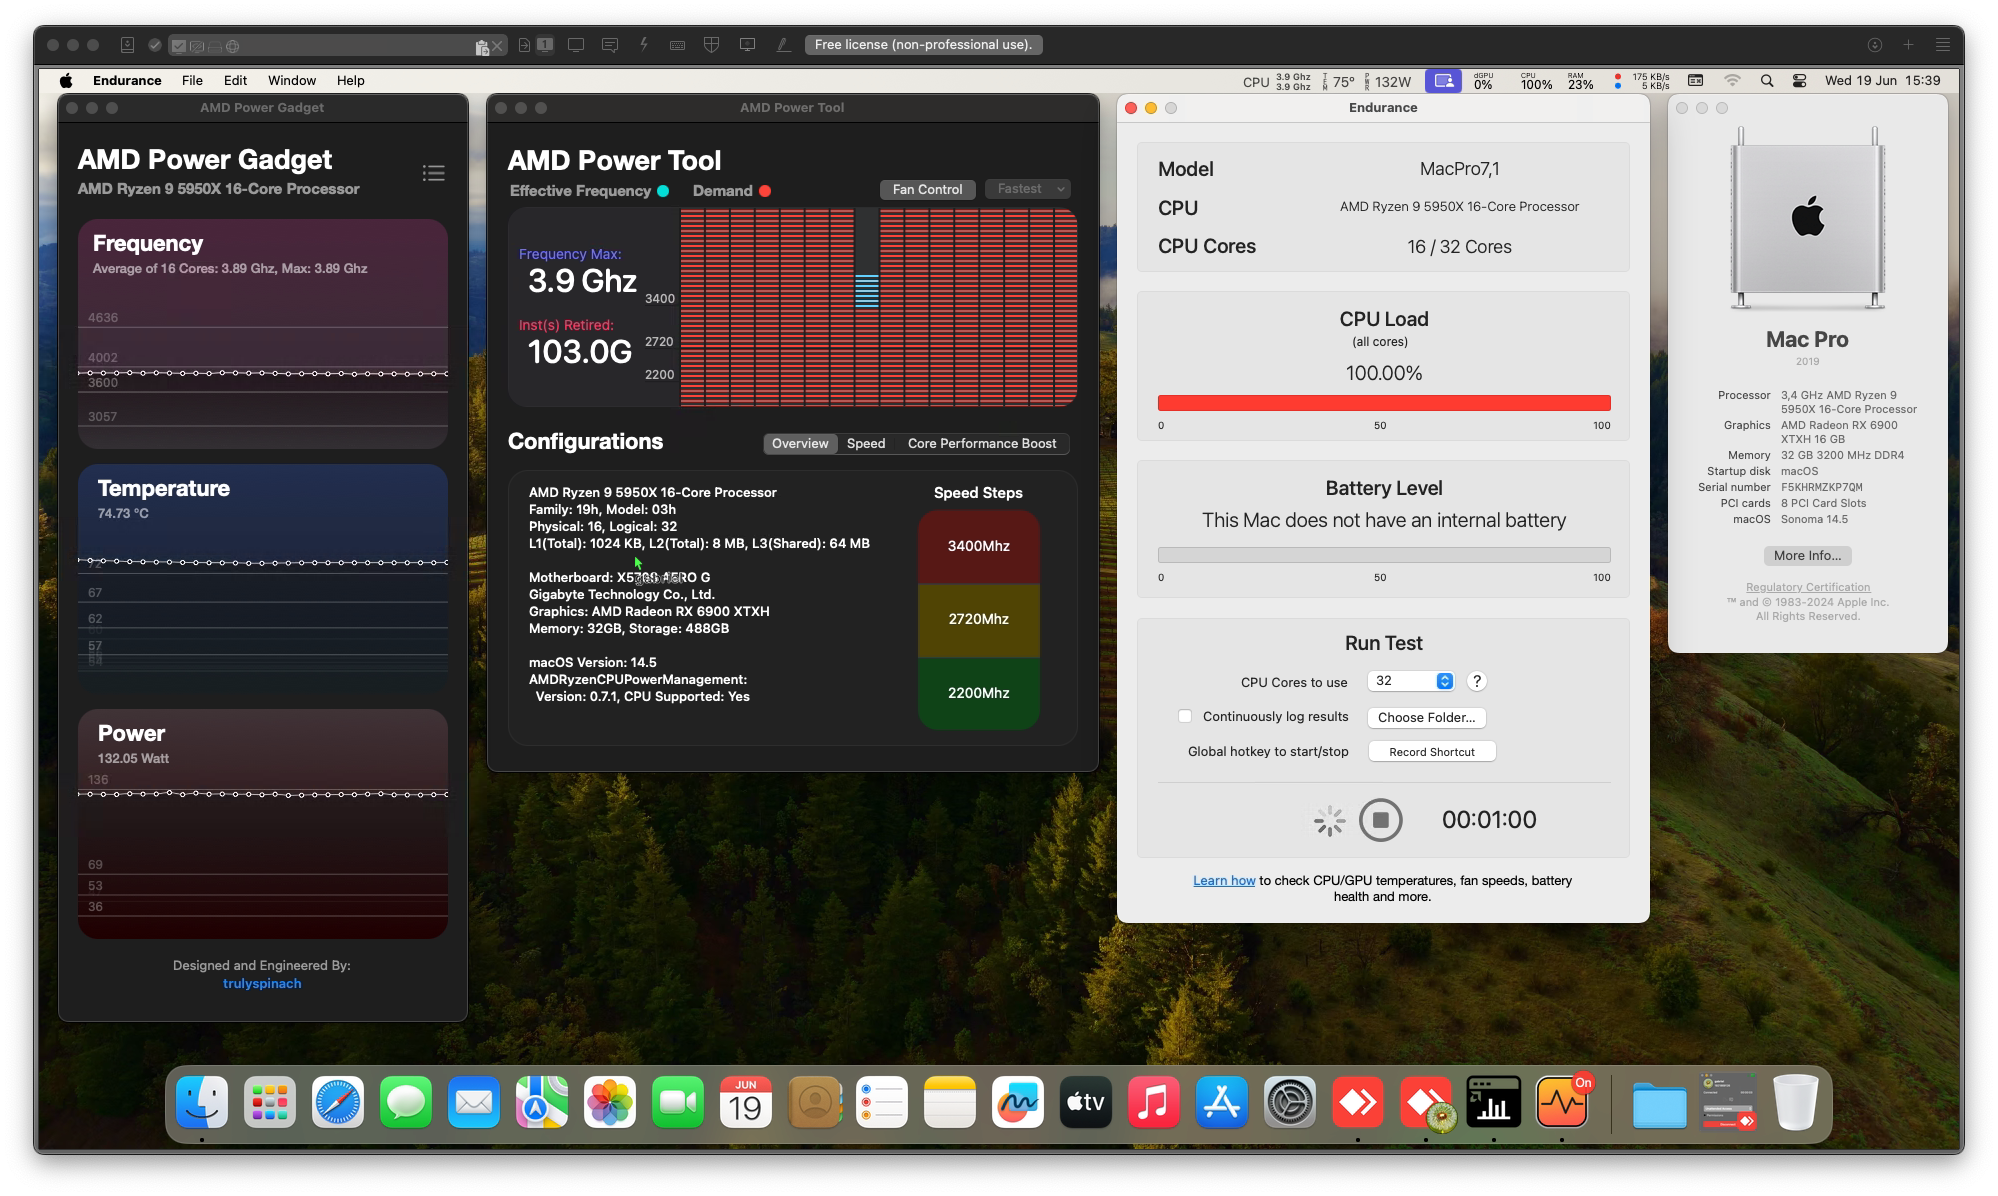 Free license (non-professional use).
1
Endurance File Edit Window Help
CPU 3.9 Ghz 3.9 Ghz TEM 75° PWR 132W dGPU 0% CPU 100% RAM 23% 175 KB/s 5 KB/s Wed 19 Jun 15:39
AMD Power Gadget
AMD Power Gadget
AMD Ryzen 9 5950X 16-Core Processor
Frequency
Average of 16 Cores: 3.89 Ghz, Max: 3.89 Ghz
4636
4002
3600
3057
Temperature
74.73 °C
72
67
62
57
Power
132.05 Watt
136
69
53
36
Designed and Engineered By:
trulyspinach
AMD Power Tool
AMD Power Tool
Effective Frequency Demand Fan Control Fastest
Frequency Max:
3.9 Ghz
Inst(s) Retired:
103.0G
3400
2720
2200
Configurations Overview Speed Core Performance Boost
AMD Ryzen 9 5950X 16-Core Processor
Family: 19h, Model: 03h
Physical: 16, Logical: 32
L1(Total): 1024 KB, L2(Total): 8 MB, L3(Shared): 64 MB
Motherboard: G
Gigabyte Technology Co., Ltd.
Graphics: AMD Radeon RX 6900 XTXH
Memory: 32GB, Storage: 488GB
macOS Version: 14.5
AMDRyzenCPUPowerManagement:
Version: 0.7.1, CPU Supported: Yes
Speed Steps
3400Mhz
2720Mhz
2200Mhz
Endurance
Model MacPro7,1
CPU AMD Ryzen 9 5950X 16-Core Processor
CPU Cores 16 / 32 Cores
CPU Load
(all cores)
100.00%
0 50 100
Battery Level
This Mac does not have an internal battery
0 50 100
Run Test
CPU Cores to use 32 ?
Continuously log results Choose Folder...
Global hotkey to start/stop Record Shortcut
00:01:00
Learn how to check CPU/GPU temperatures, fan speeds, battery
health and more.
Mac Pro
2019
Processor 3,4 GHz AMD Ryzen 9
5950X 16-Core Processor
Graphics AMD Radeon RX 6900
XTXH 16 GB
Memory 32 GB 3200 MHz DDR4
Startup disk macOS
Serial number F5KHRMZKP7QM
PCI cards 8 PCI Card Slots
macOS Sonoma 14.5
More Info...
Regulatory Certification
™ and © 1983-2024 Apple Inc.
All Rights Reserved.
JUN
19
tv
On